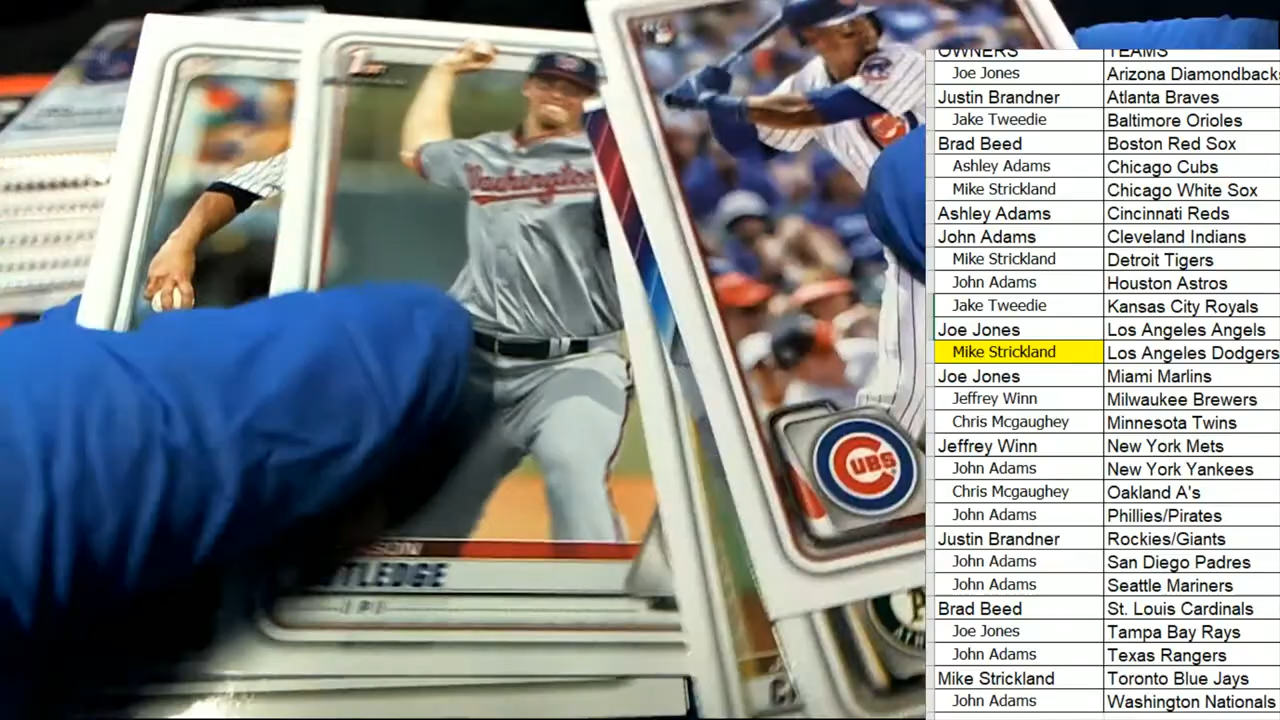 1st
Washington
SON
TLEDGE
P
CUBS
OWNERS TEAMS
Joe Jones Arizona Diamondback
Justin Brandner Atlanta Braves
Jake Tweedie Baltimore Orioles
Brad Beed Boston Red Sox
Ashley Adams Chicago Cubs
Mike Strickland Chicago White Sox
Ashley Adams Cincinnati Reds
John Adams Cleveland Indians
Mike Strickland Detroit Tigers
John Adams Houston Astros
Jake Tweedie Kansas City Royals
Joe Jones Los Angeles Angels
Mike Strickland Los Angeles Dodgers
Joe Jones Miami Marlins
Jeffrey Winn Milwaukee Brewers
Chris Mcgaughey Minnesota Twins
Jeffrey Winn New York Mets
John Adams New York Yankees
Chris Mcgaughey Oakland A's
John Adams Phillies/Pirates
Justin Brandner Rockies/Giants
John Adams San Diego Padres
John Adams Seattle Mariners
Brad Beed St. Louis Cardinals
Joe Jones Tampa Bay Rays
John Adams Texas Rangers
Mike Strickland Toronto Blue Jays
John Adams Washington Nationals